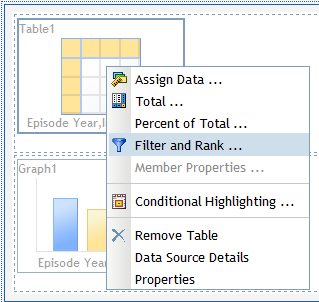 Table1
Episode Year,I
Assign Data ...
Total ...
Percent of Total ...
Filter and Rank ...
Member Properties ...
Conditional Highlighting ...
Remove Table
Data Source Details
Properties
Graph1
Episode Year